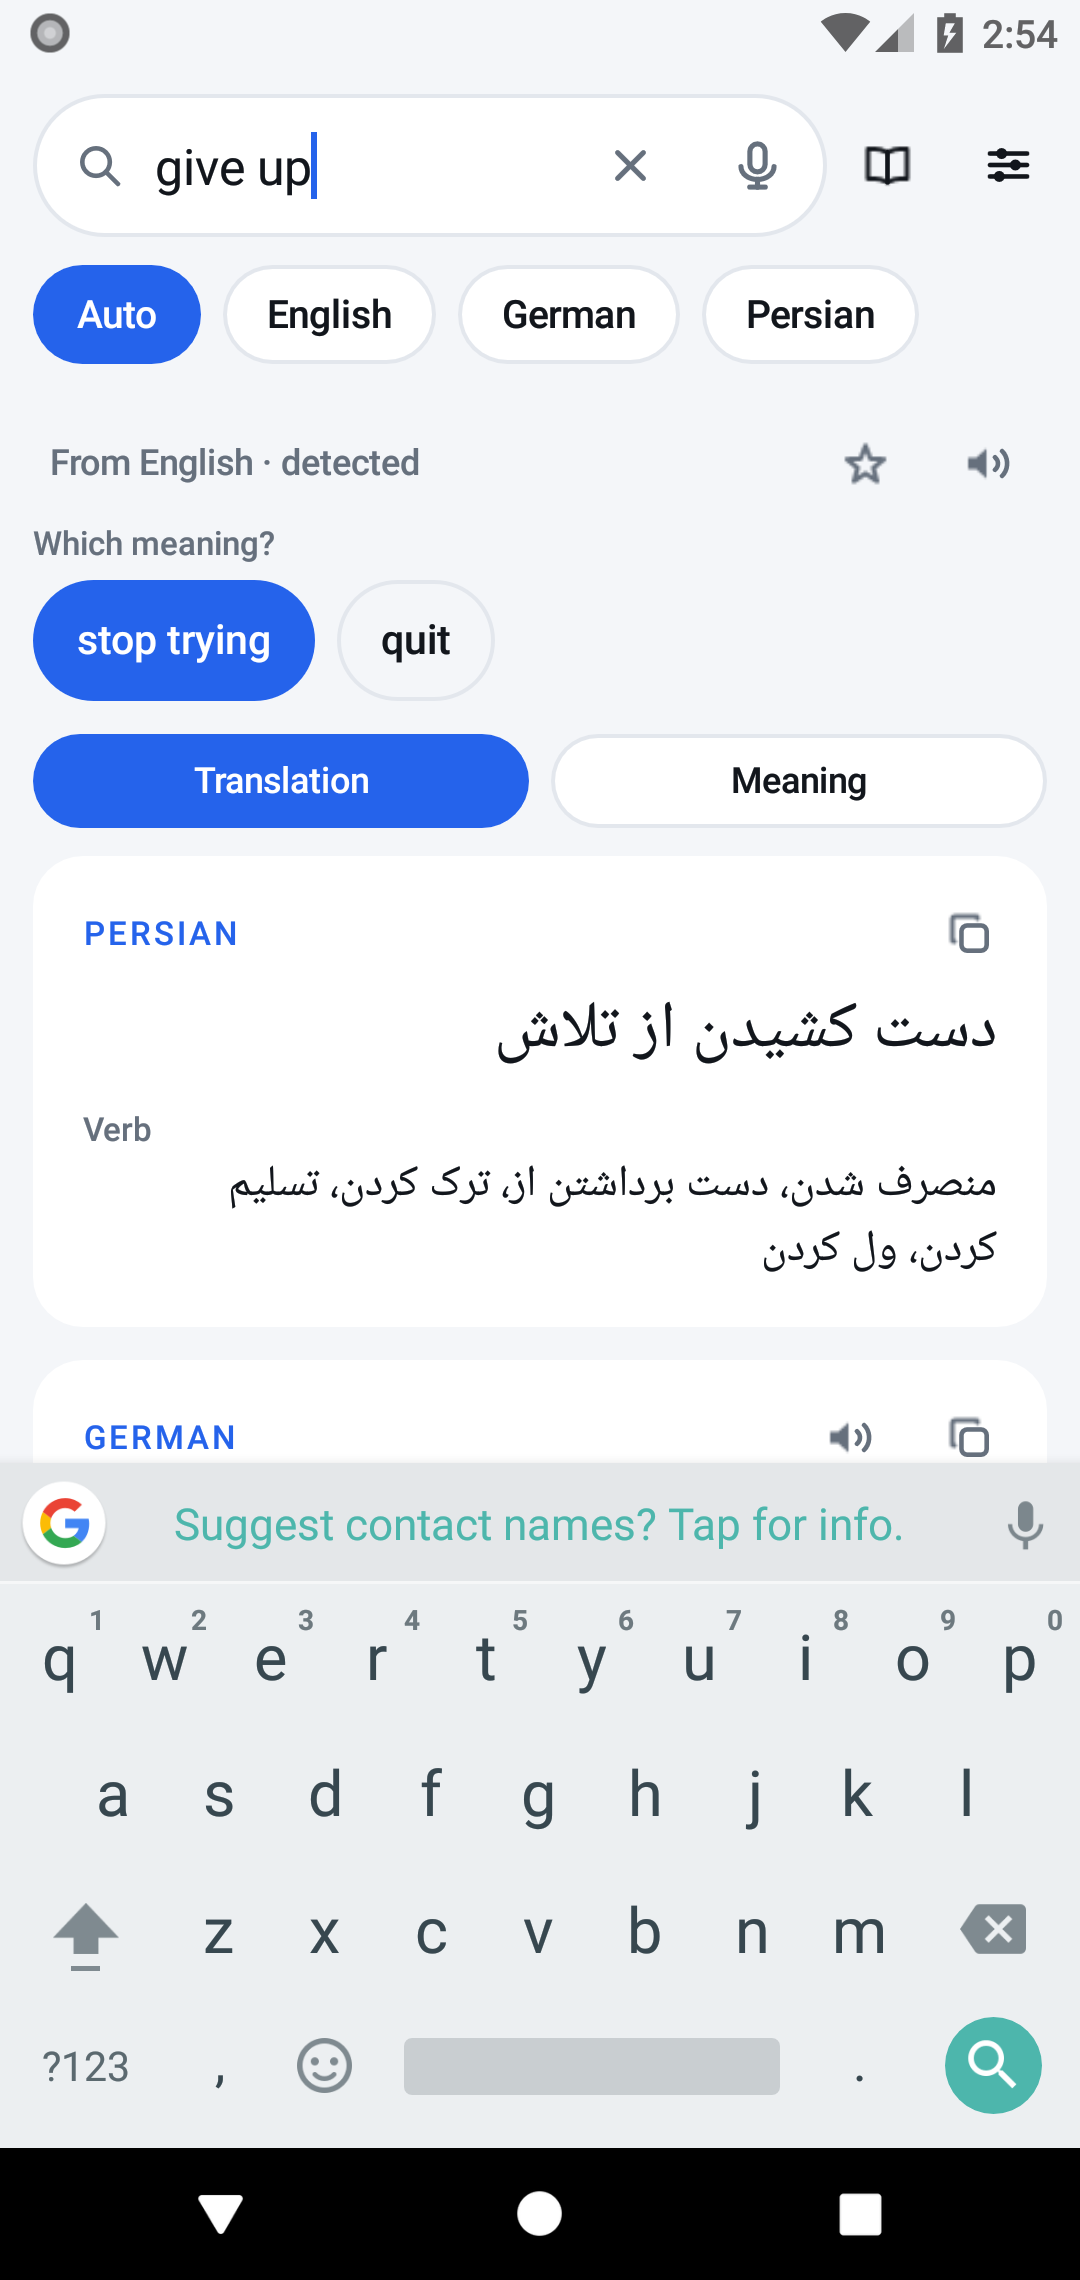 2:54
give up
Auto English German Persian
From English · detected
Which meaning?
stop trying quit
Translation Meaning
PERSIAN
دست کشیدن از تلاش
Verb
منصرف شدن، دست برداشتن از، ترک کردن، تسلیم
کردن، ول کردن
GERMAN
Suggest contact names? Tap for info.
1 2 3 4 5 6 7 8 9 0
q w e r t y u i o p
a s d f g h j k l
z x c v b n m
?123 , .